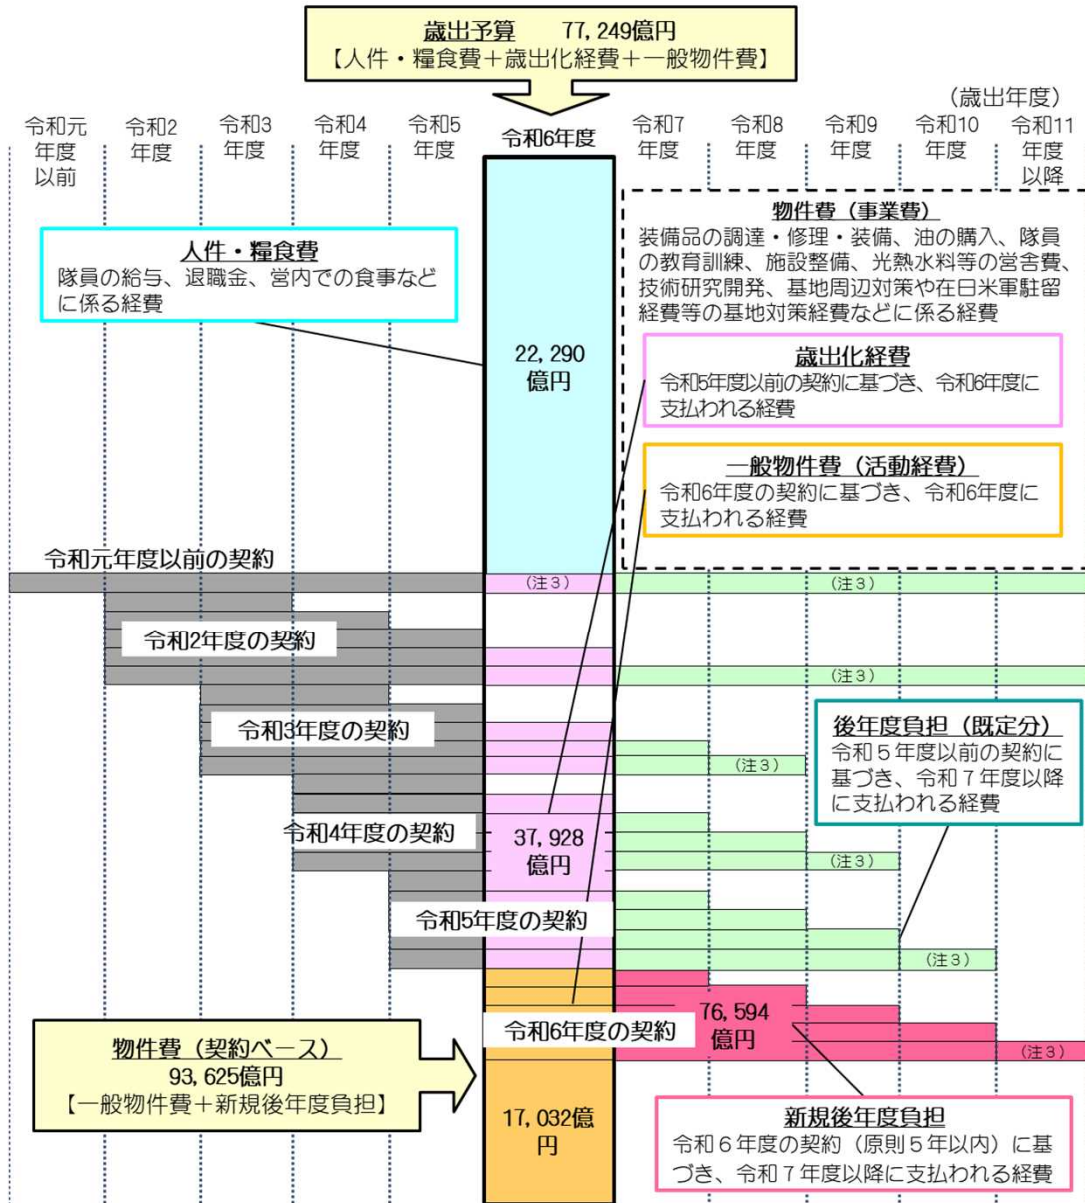 歳出予算　77,249億円
【人件・糧食費＋歳出化経費＋一般物件費】
（歳出年度）
令和元
年度
以前
令和2
年度
令和3
年度
令和4
年度
令和5
年度
令和6年度
令和7
年度
令和8
年度
令和9
年度
令和10
年度
令和11
年度
以降
人件・糧食費
隊員の給与、退職金、営内での食事など
に係る経費
22,290
億円
物件費（事業費）
装備品の調達・修理・装備、油の購入、隊員
の教育訓練、施設整備、光熱水料等の営舎費、
技術研究開発、基地周辺対策や在日米軍駐留
経費等の基地対策経費などに係る経費
歳出化経費
令和5年度以前の契約に基づき、令和6年度に
支払われる経費
一般物件費（活動経費）
令和6年度の契約に基づき、令和6年度に
支払われる経費
令和元年度以前の契約
（注３）
（注３）
令和2年度の契約
（注３）
令和3年度の契約
（注３）
後年度負担（既定分）
令和５年度以前の契約に
基づき、令和７年度以降
に支払われる経費
令和4年度の契約
37,928
億円
（注３）
令和5年度の契約
（注３）
令和6年度の契約
76,594
億円
（注３）
物件費（契約ベース）
93,625億円
【一般物件費＋新規後年度負担】
17,032億
円
新規後年度負担
令和６年度の契約（原則５年以内）に基
づき、令和７年度以降に支払われる経費